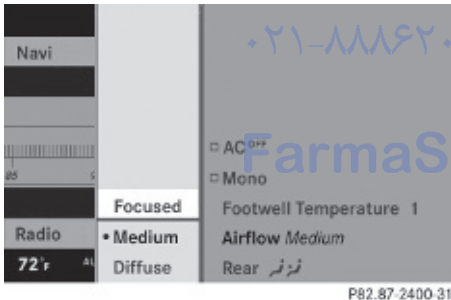 ۰۲۱-۸۸۸۶۲۰
Navi
AC OFF
FarmaS
Mono
Focused
Footwell Temperature 1
Radio
• Medium
Airflow Medium
72°F
Diffuse
Rear
P82.87-2400-31